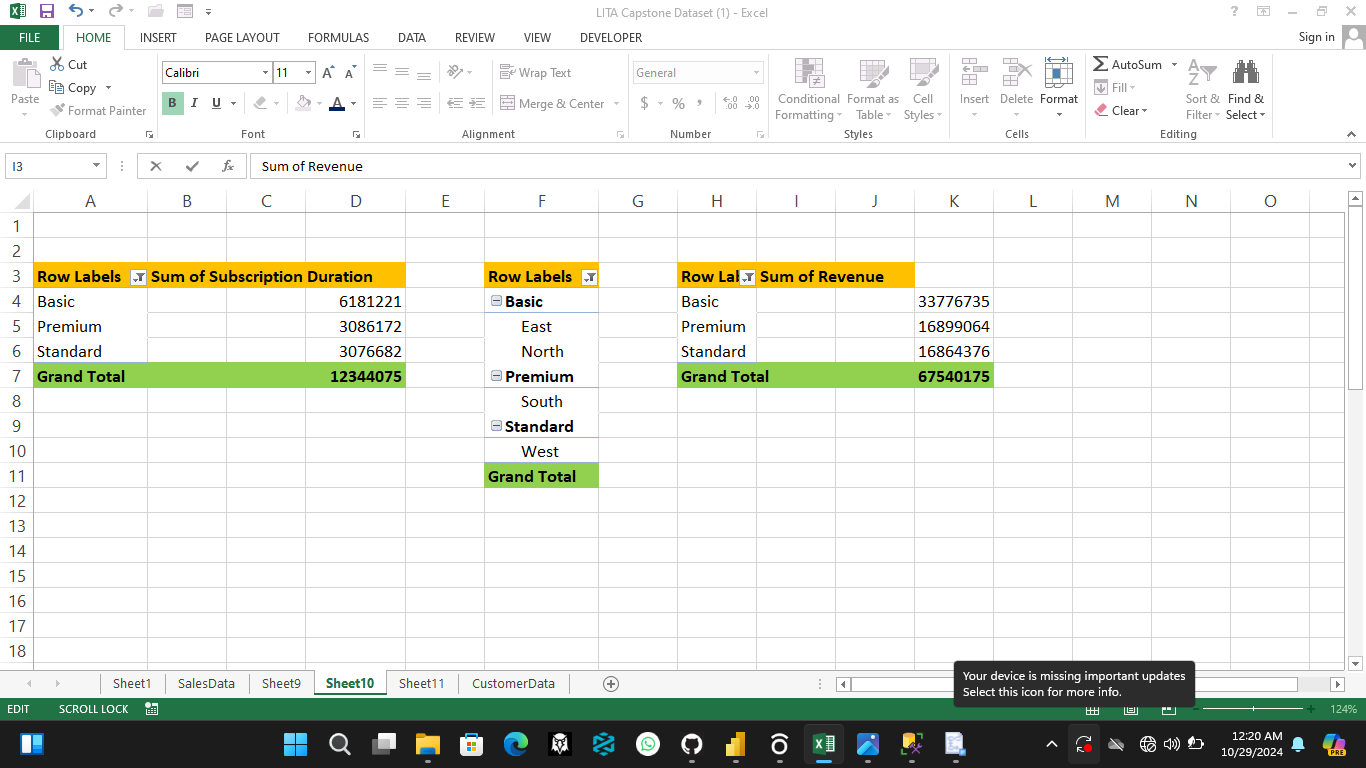 LITA Capstone Dataset (1) - Excel
FILE HOME INSERT PAGE LAYOUT FORMULAS DATA REVIEW VIEW DEVELOPER Sign in
Paste
Cut
Copy
Format Painter
Clipboard
Calibri 11
B I U
Font
Wrap Text
Merge & Center
Alignment
General
$ % ,
Number
Conditional Formatting
Format as Table
Cell Styles
Styles
Insert Delete Format
Cells
AutoSum
Fill
Clear
Sort & Filter
Find & Select
Editing
I3 fx Sum of Revenue
A B C D E F G H I J K L M N O
1
2
3 Row Labels Sum of Subscription Duration Row Labels Row Lal Sum of Revenue
4 Basic 6181221 Basic Basic 33776735
5 Premium 3086172 East Premium 16899064
6 Standard 3076682 North Standard 16864376
7 Grand Total 12344075 Premium Grand Total 67540175
8 South
9 Standard
10 West
11 Grand Total
12
13
14
15
16
17
18
Sheet1 SalesData Sheet9 Sheet10 Sheet11 CustomerData
Your device is missing important updates
Select this icon for more info.
EDIT SCROLL LOCK 124%
12:20 AM
10/29/2024
PRE